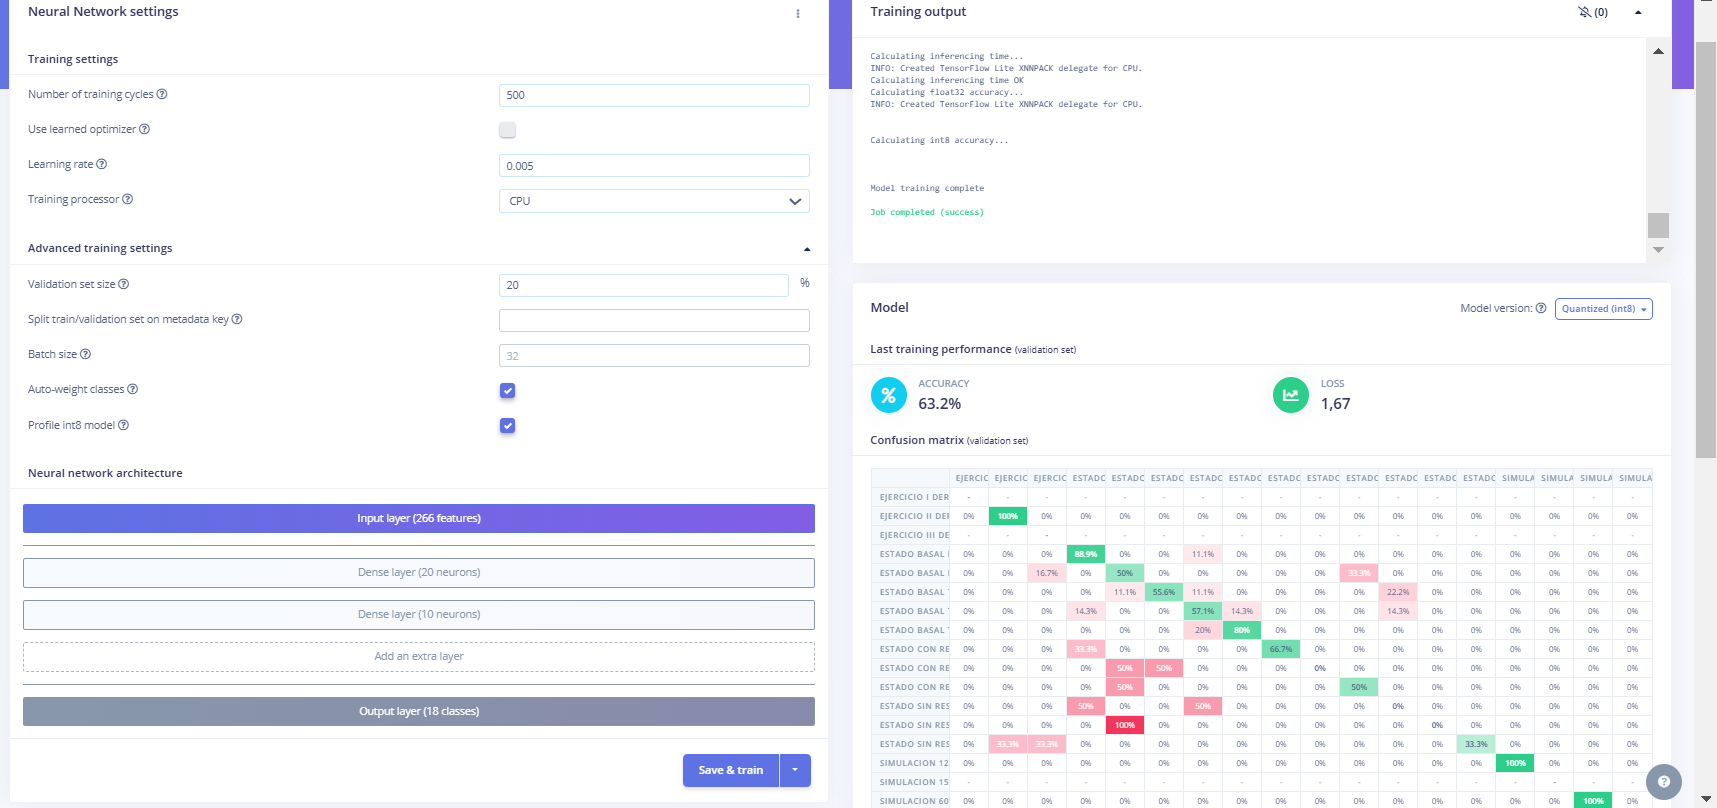 Neural Network settings
Training settings
Number of training cycles
500
Use learned optimizer
Learning rate
0.005
Training processor
CPU
Advanced training settings
Validation set size
20
%
Split train/validation set on metadata key
Batch size
32
Auto-weight classes
Profile int8 model
Neural network architecture
Input layer (266 features)
Dense layer (20 neurons)
Dense layer (10 neurons)
Add an extra layer
Output layer (18 classes)
Save & train
Training output
(0)
Calculating inferencing time...
INFO: Created TensorFlow Lite XNNPACK delegate for CPU.
Calculating inferencing time OK
Calculating float32 accuracy...
INFO: Created TensorFlow Lite XNNPACK delegate for CPU.
Calculating int8 accuracy...
Model training complete
Job completed (success)
Model
Model version:
Quantized (int8)
Last training performance (validation set)
ACCURACY
63.2%
LOSS
1,67
Confusion matrix (validation set)
EJERCIC EJERCIC EJERCIC ESTADO ESTADO ESTADO ESTADO ESTADO ESTADO ESTADO ESTADO ESTADO ESTADO ESTADO SIMULA SIMULA SIMULA SIMULA
EJERCICIO I DER - - - - - - - - - - - - - - - - - -
EJERCICIO II DE 0% 100% 0% 0% 0% 0% 0% 0% 0% 0% 0% 0% 0% 0% 0% 0% 0% 0%
EJERCICIO III DE - - - - - - - - - - - - - - - - - -
ESTADO BASAL 0% 0% 0% 88.9% 0% 0% 11.1% 0% 0% 0% 0% 0% 0% 0% 0% 0% 0% 0%
ESTADO BASAL 0% 0% 16.7% 0% 50% 0% 0% 0% 0% 0% 33.3% 0% 0% 0% 0% 0% 0% 0%
ESTADO BASAL 0% 0% 0% 0% 11.1% 55.6% 11.1% 0% 0% 0% 0% 22.2% 0% 0% 0% 0% 0% 0%
ESTADO BASAL 0% 0% 0% 14.3% 0% 0% 57.1% 14.3% 0% 0% 0% 14.3% 0% 0% 0% 0% 0% 0%
ESTADO BASAL 0% 0% 0% 0% 0% 0% 20% 80% 0% 0% 0% 0% 0% 0% 0% 0% 0% 0%
ESTADO CON RE 0% 0% 0% 33.3% 0% 0% 0% 0% 66.7% 0% 0% 0% 0% 0% 0% 0% 0% 0%
ESTADO CON RE 0% 0% 0% 0% 50% 50% 0% 0% 0% 0% 0% 0% 0% 0% 0% 0% 0% 0%
ESTADO CON RE 0% 0% 0% 0% 50% 0% 0% 0% 0% 0% 50% 0% 0% 0% 0% 0% 0% 0%
ESTADO SIN RES 0% 0% 0% 50% 0% 0% 50% 0% 0% 0% 0% 0% 0% 0% 0% 0% 0% 0%
ESTADO SIN RES 0% 0% 0% 0% 100% 0% 0% 0% 0% 0% 0% 0% 0% 0% 0% 0% 0% 0%
ESTADO SIN RES 0% 33.3% 33.3% 0% 0% 0% 0% 0% 0% 0% 0% 0% 0% 33.3% 0% 0% 0% 0%
SIMULACION 12 0% 0% 0% 0% 0% 0% 0% 0% 0% 0% 0% 0% 0% 0% 100% 0% 0% 0%
SIMULACION 15 - - - - - - - - - - - - - - - - - -
SIMULACION 60 0% 0% 0% 0% 0% 0% 0% 0% 0% 0% 0% 0% 0% 0% 0% 0% 100% 0%